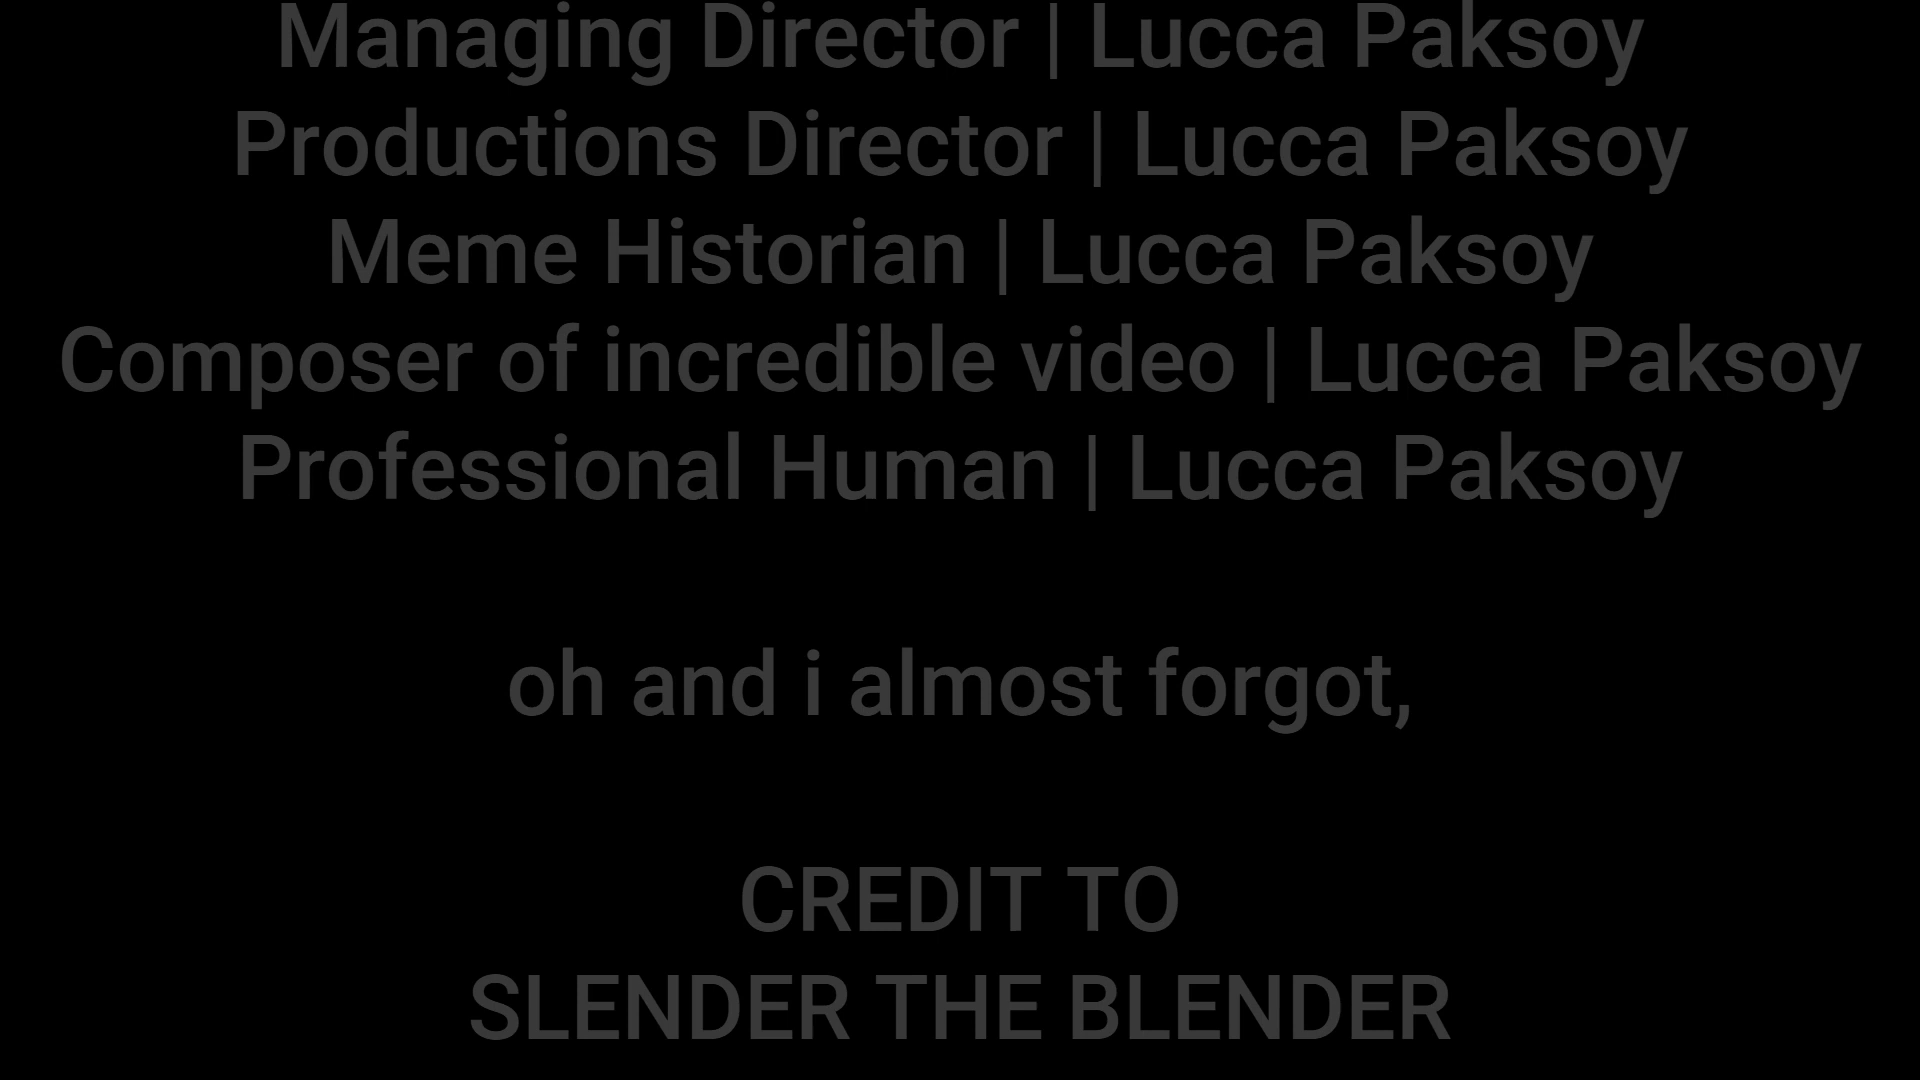 Managing Director | Lucca Paksoy
Productions Director | Lucca Paksoy
Meme Historian | Lucca Paksoy
Composer of incredible video | Lucca Paksoy
Professional Human | Lucca Paksoy
oh and i almost forgot,
CREDIT TO
SLENDER THE BLENDER